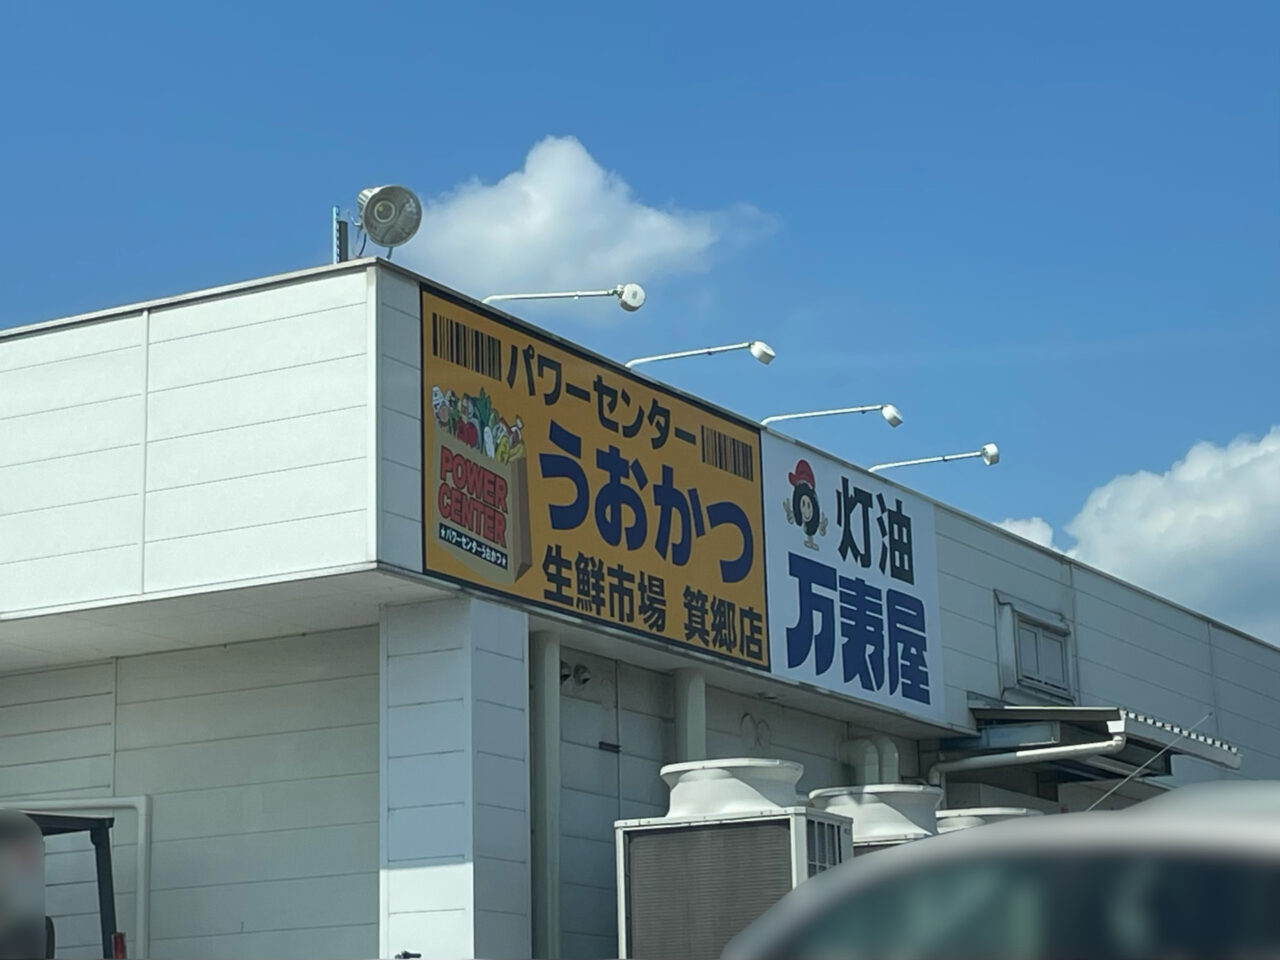 パワーセンター
うおかつ
生鮮市場 箕郷店
POWER
CENTER
★パワーセンターうおかつ★
灯油
万寿屋